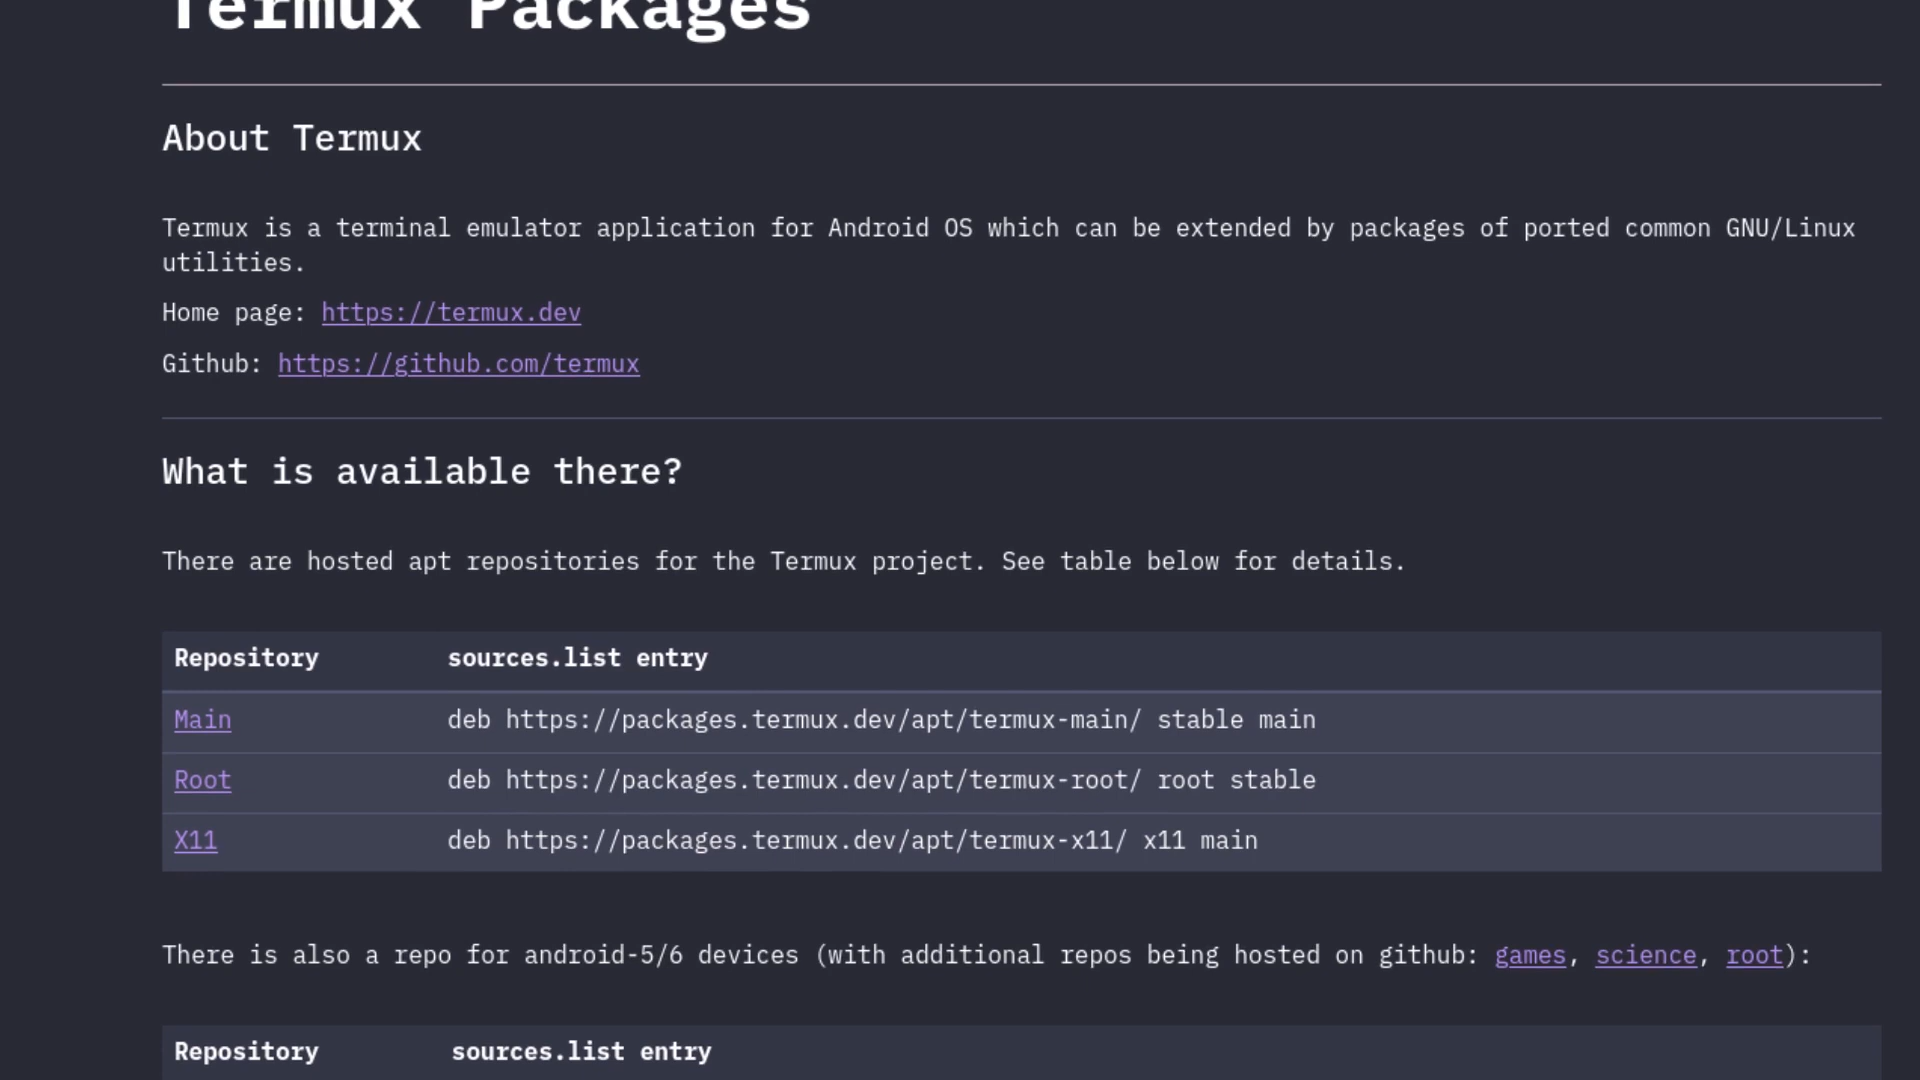 Termux Packages
About Termux
Termux is a terminal emulator application for Android OS which can be extended by packages of ported common GNU/Linux
utilities.
Home page: https://termux.dev
Github: https://github.com/termux
What is available there?
There are hosted apt repositories for the Termux project. See table below for details.
Repository sources.list entry
Main deb https://packages.termux.dev/apt/termux-main/ stable main
Root deb https://packages.termux.dev/apt/termux-root/ root stable
X11 deb https://packages.termux.dev/apt/termux-x11/ x11 main
There is also a repo for android-5/6 devices (with additional repos being hosted on github: games, science, root):
Repository sources.list entry